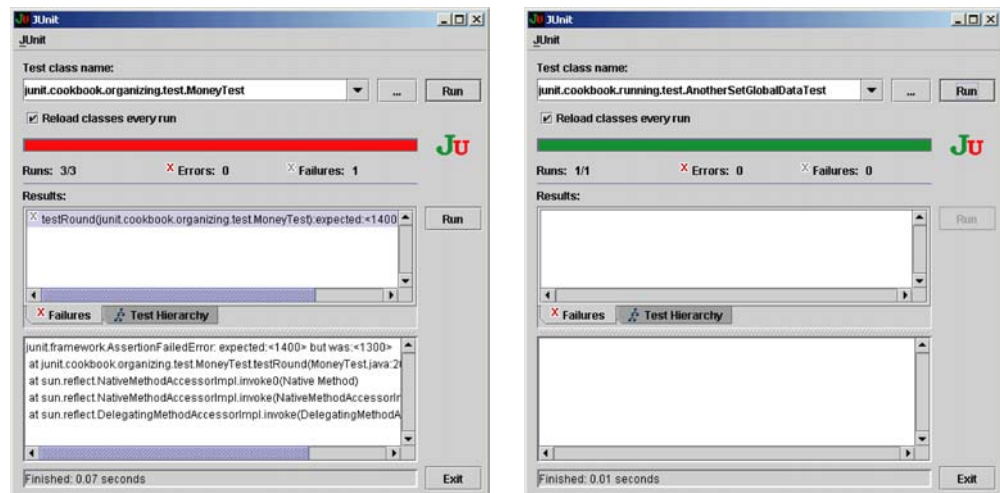 JU JUnit
JUnit
Test class name:
junit.cookbook.organizing.test.MoneyTest
...
Run
Reload classes every run
JU
Runs: 3/3
X Errors: 0
X Failures: 1
Results:
X testRound(junit.cookbook.organizing.test.MoneyTest):expected:<1400
Run
X Failures
Test Hierarchy
junit.framework.AssertionFailedError: expected:<1400> but was:<1300>
at junit.cookbook.organizing.test.MoneyTest.testRound(MoneyTest.java:2
at sun.reflect.NativeMethodAccessorImpl.invoke0(Native Method)
at sun.reflect.NativeMethodAccessorImpl.invoke(NativeMethodAccessorIm
at sun.reflect.DelegatingMethodAccessorImpl.invoke(DelegatingMethodA
Finished: 0.07 seconds
Exit
JU JUnit
JUnit
Test class name:
junit.cookbook.running.test.AnotherSetGlobalDataTest
...
Run
Reload classes every run
JU
Runs: 1/1
X Errors: 0
X Failures: 0
Results:
Run
X Failures
Test Hierarchy
Finished: 0.01 seconds
Exit